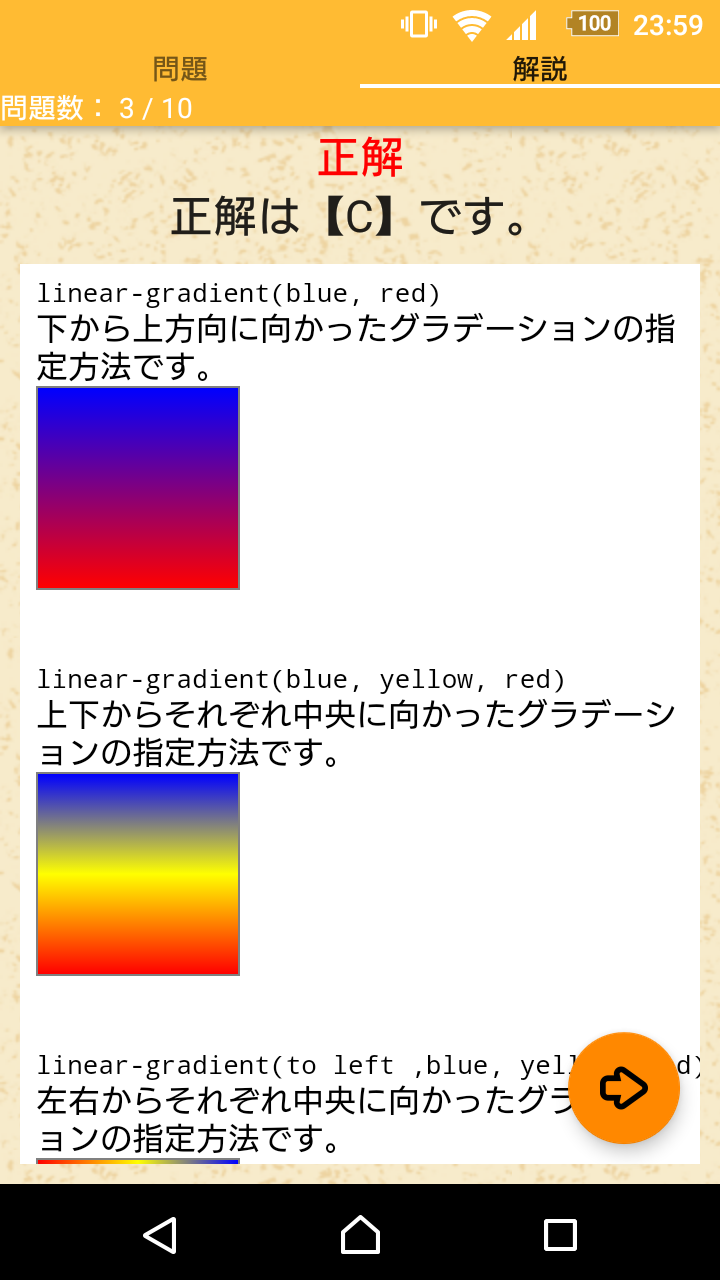 100 23:59
問題 解説
問題数： 3 / 10
正解
正解は【C】です。
linear-gradient(blue, red)
下から上方向に向かったグラデーションの指
定方法です。
linear-gradient(blue, yellow, red)
上下からそれぞれ中央に向かったグラデーシ
ョンの指定方法です。
linear-gradient(to left ,blue, yel d)
左右からそれぞれ中央に向かったグラ
ョンの指定方法です。